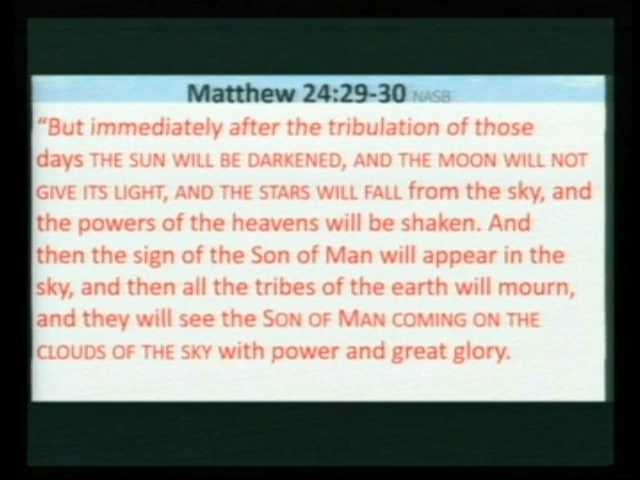 Matthew 24:29-30 NASB
“But immediately after the tribulation of those
days THE SUN WILL BE DARKENED, AND THE MOON WILL NOT
GIVE ITS LIGHT, AND THE STARS WILL FALL from the sky, and
the powers of the heavens will be shaken. And
then the sign of the Son of Man will appear in the
sky, and then all the tribes of the earth will mourn,
and they will see the SON OF MAN COMING ON THE
CLOUDS OF THE SKY with power and great glory.